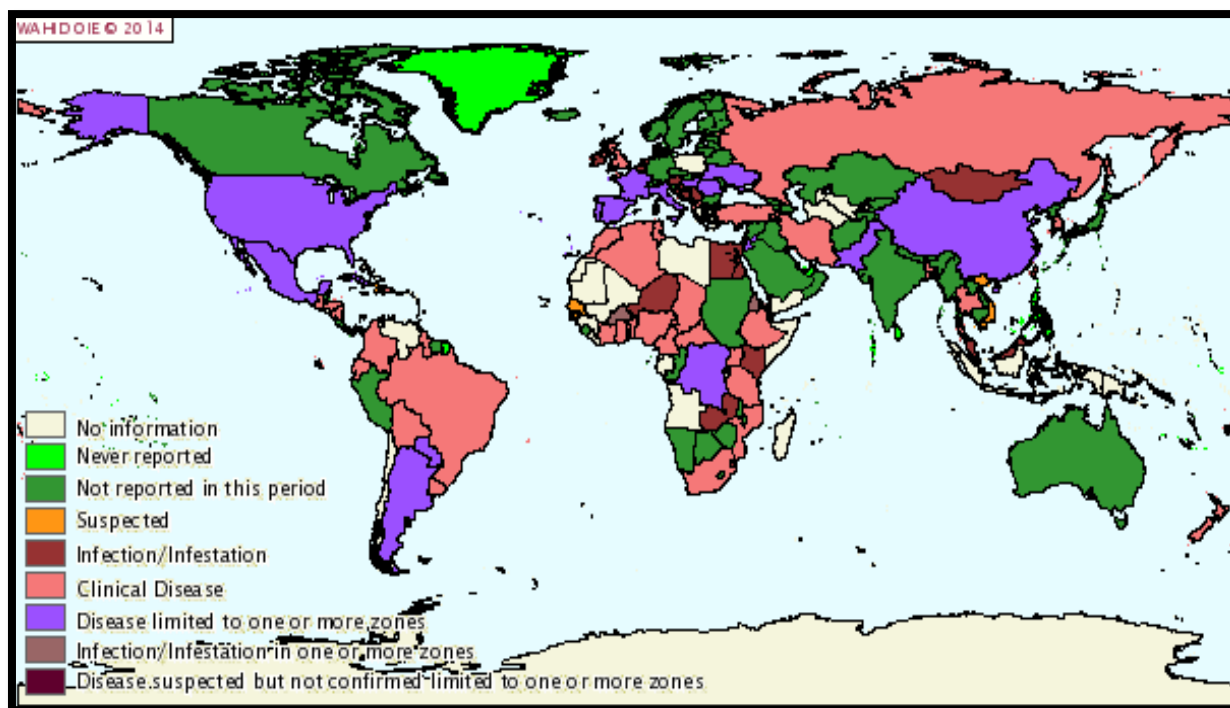 WAHIDOIE © 2014
No information
Never reported
Not reported in this period
Suspected
Infection/Infestation
Clinical Disease
Disease limited to one or more zones
Infection/Infestation in one or more zones
Disease.suspected but not confirmed limited to one or more zones